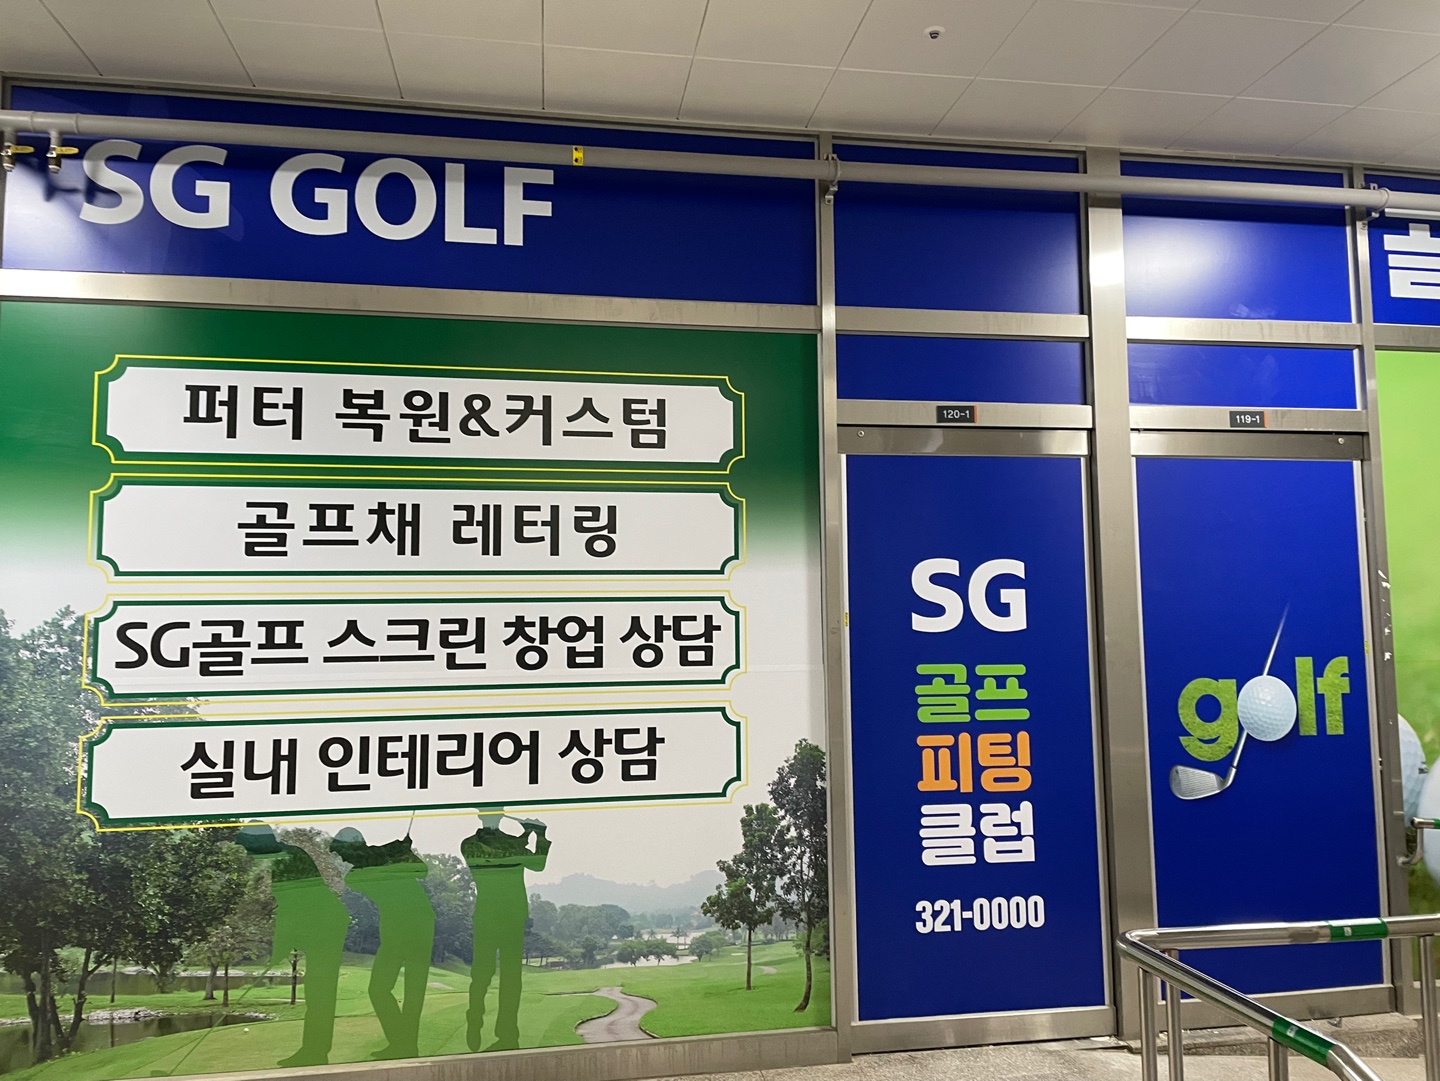 SG GOLF
퍼터 복원&커스텀
골프채 레터링
SG골프 스크린 창업 상담
실내 인테리어 상담
120-1
SG
골프
피팅
클럽
321-0000
119-1
golf